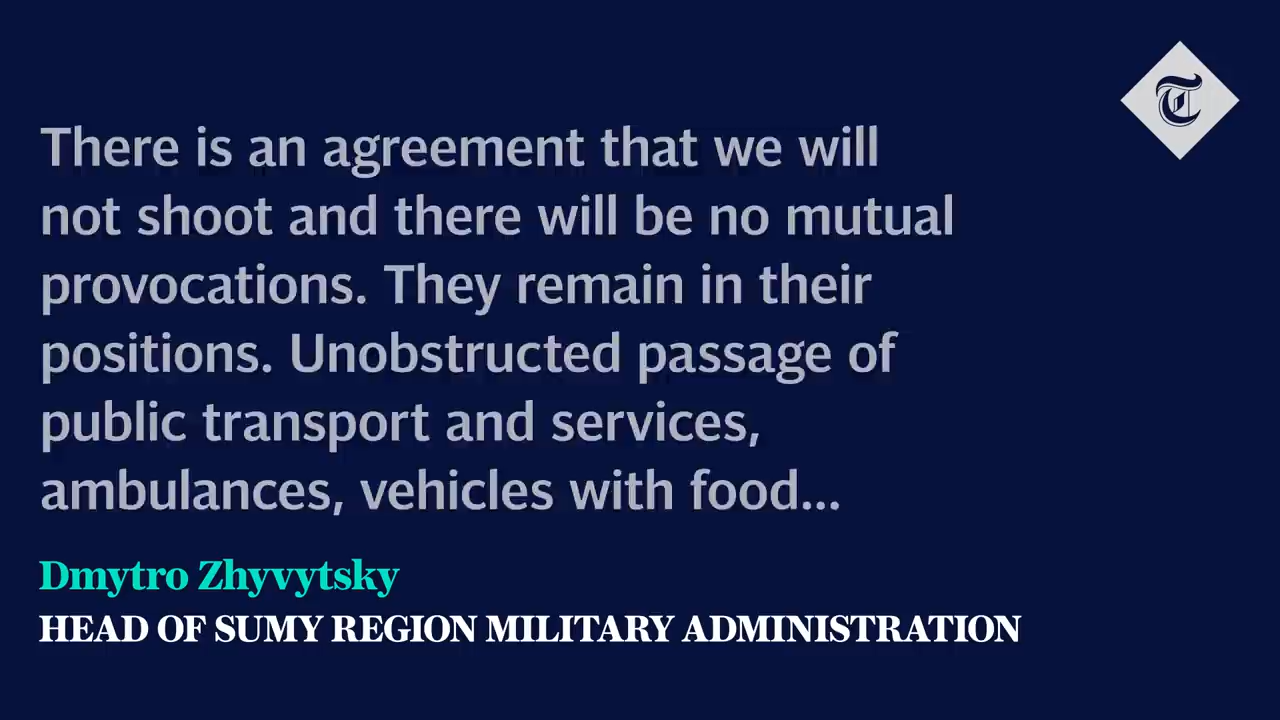 T
There is an agreement that we will
not shoot and there will be no mutual
provocations. They remain in their
positions. Unobstructed passage of
public transport and services,
ambulances, vehicles with food...
Dmytro Zhyvytsky
HEAD OF SUMY REGION MILITARY ADMINISTRATION